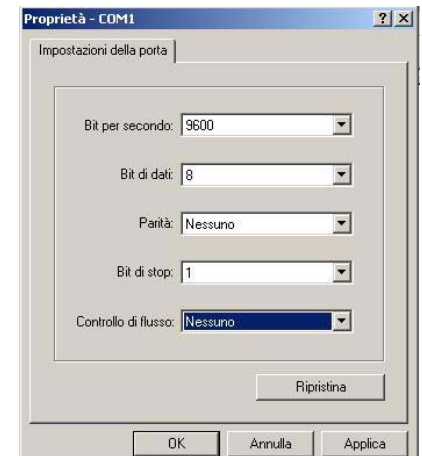 Proprietà - COM1
Impostazioni della porta
Bit per secondo: 9600
Bit di dati: 8
Parità: Nessuno
Bit di stop: 1
Controllo di flusso: Nessuno
Ripristina
OK Annulla Applica